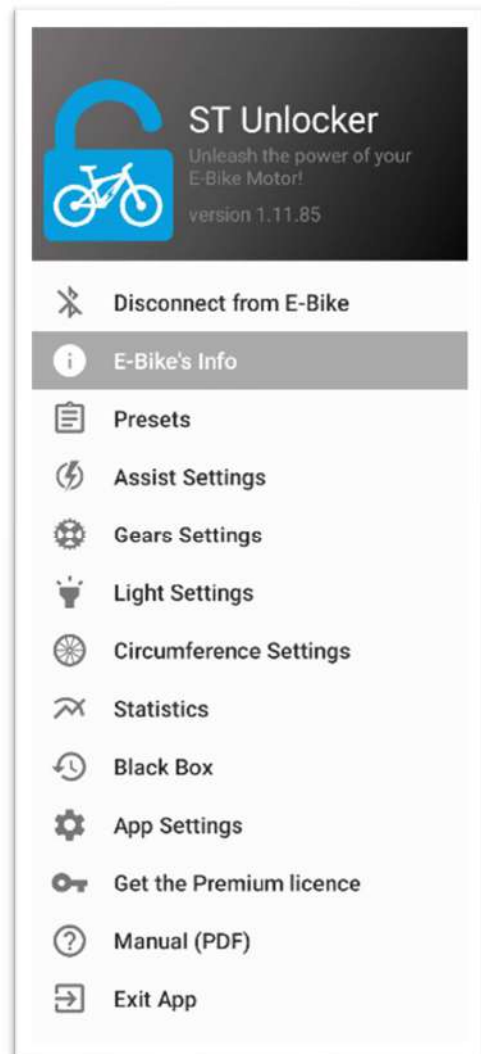 ST Unlocker
Unleash the power of your
E-Bike Motor!
version 1.11.85
Disconnect from E-Bike
E-Bike's Info
Presets
Assist Settings
Gears Settings
Light Settings
Circumference Settings
Statistics
Black Box
App Settings
Get the Premium licence
Manual (PDF)
Exit App